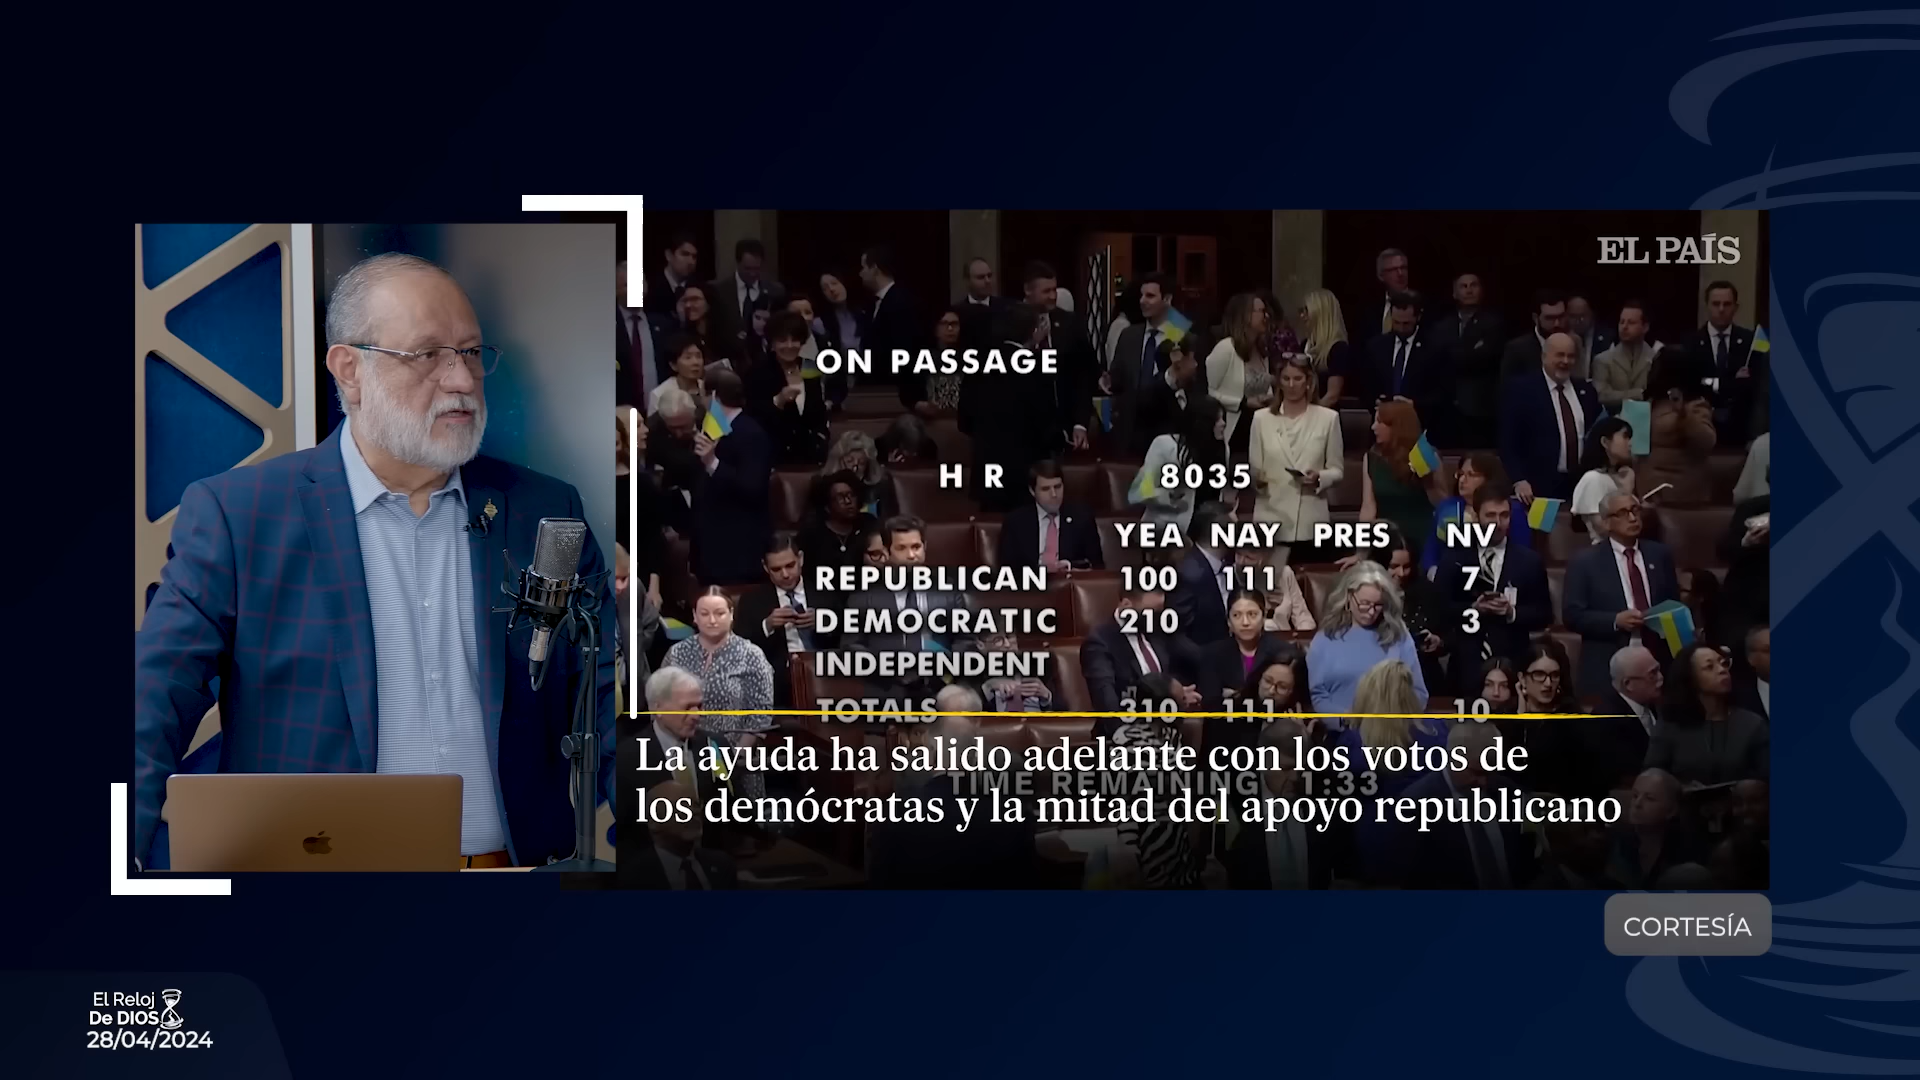 EL PAÍS
ON PASSAGE
H R 8035
YEA NAY PRES NV
REPUBLICAN 100 111 7
DEMOCRATIC 210 3
INDEPENDENT
TOTALS 310 111 10
TIME REMAINING 1:33
La ayuda ha salido adelante con los votos de
los demócratas y la mitad del apoyo republicano
CORTESÍA
El Reloj
De DIOS
28/04/2024